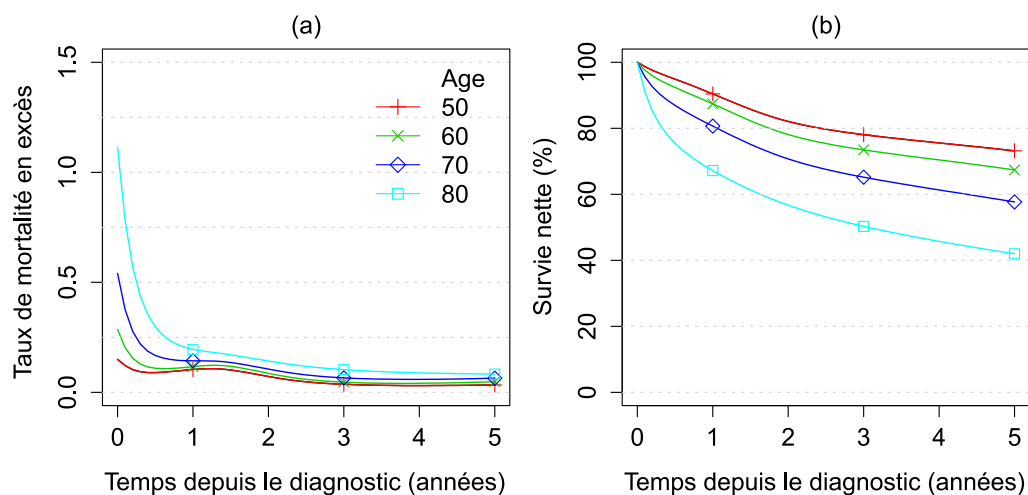 (a)
Taux de mortalité en excès
1.5
1.0
0.5
0.0
Age
50
60
70
80
0 1 2 3 4 5
Temps depuis le diagnostic (années)
(b)
Survie nette (%)
100
80
60
40
20
0
0 1 2 3 4 5
Temps depuis le diagnostic (années)